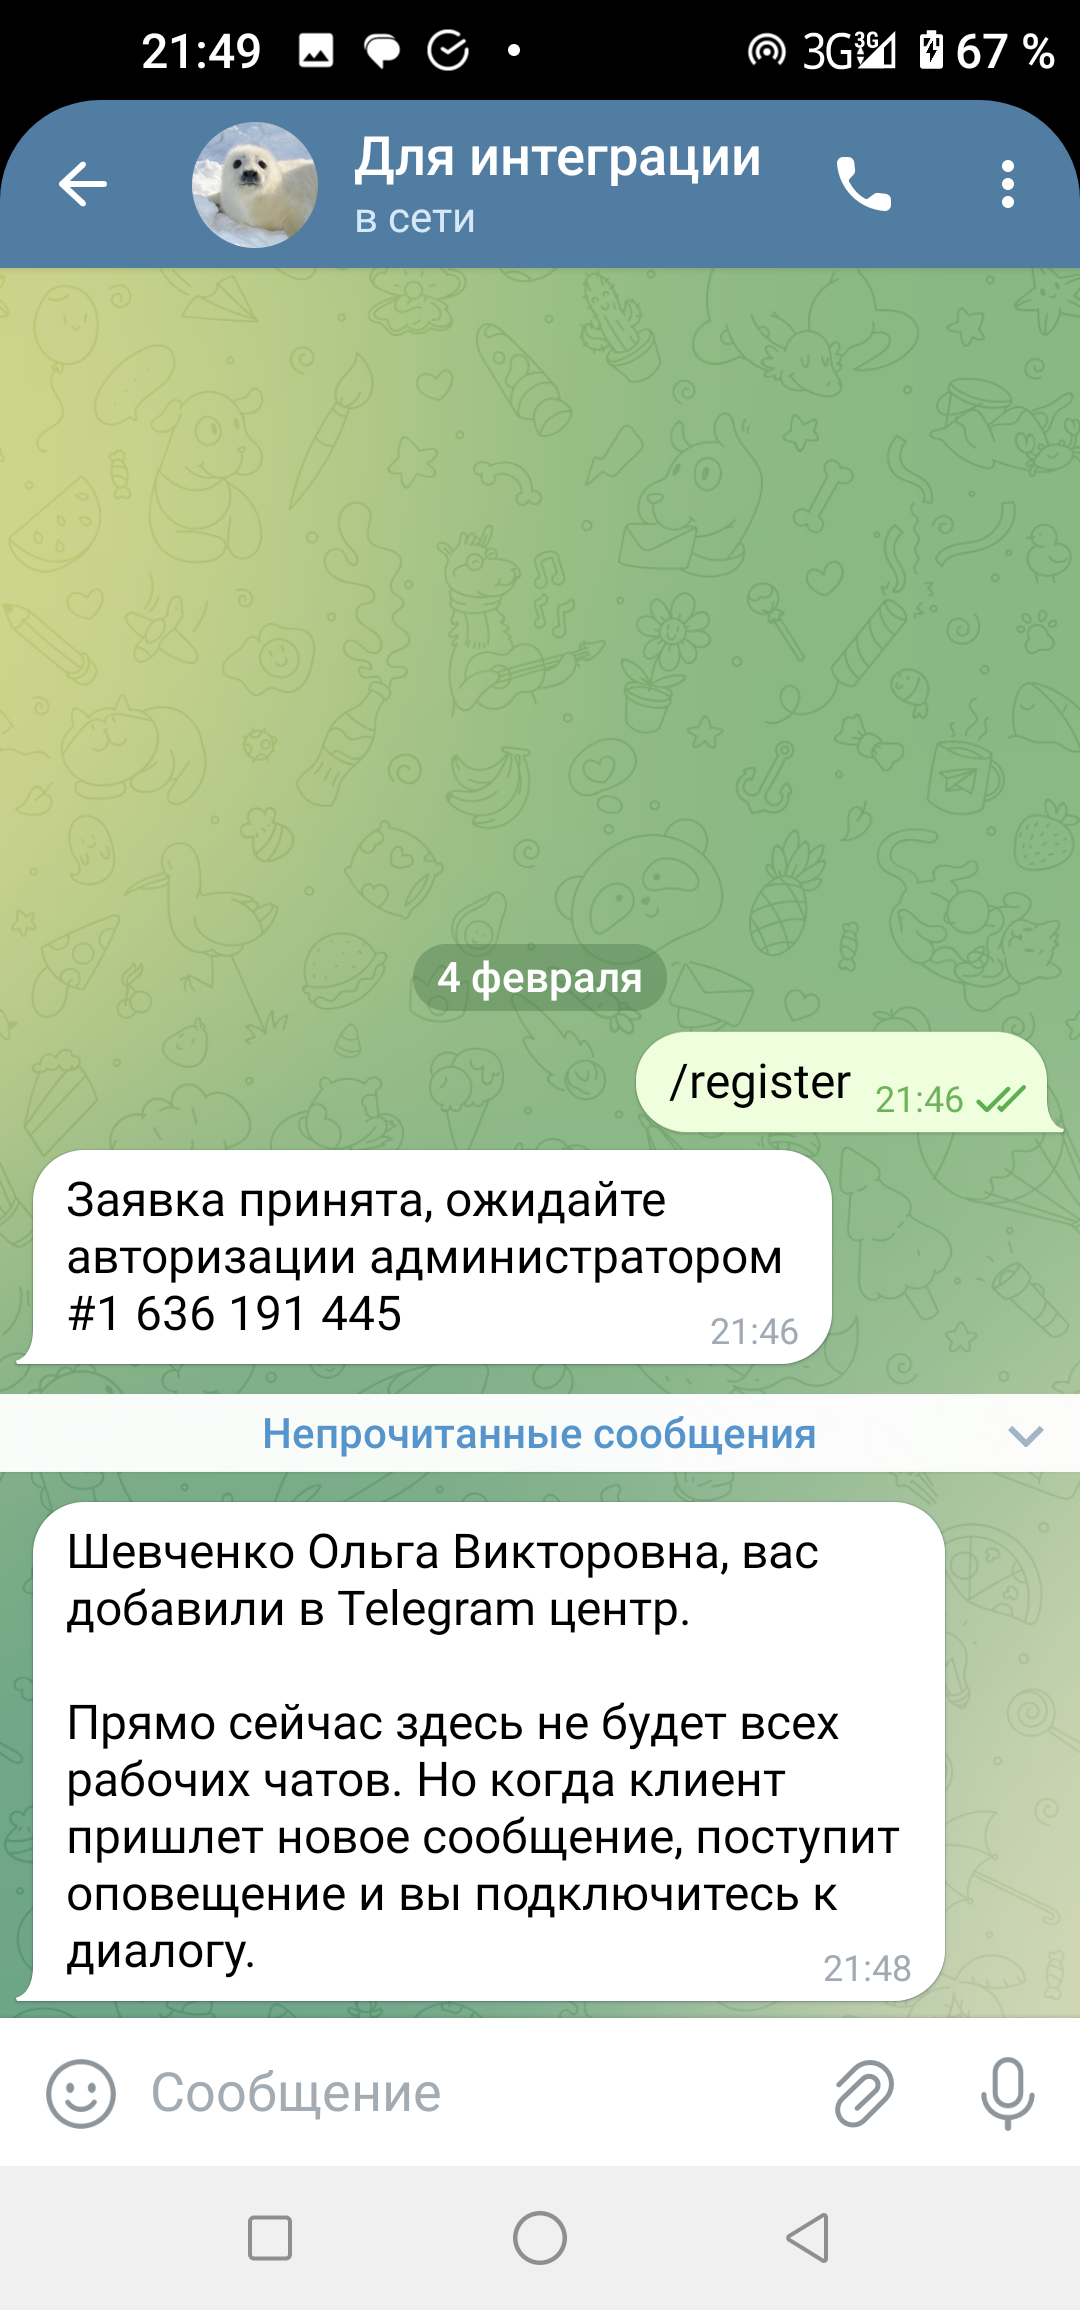 21:49
3G 3G 67 %
Для интеграции
в сети
4 февраля
/register 21:46
Заявка принята, ожидайте
авторизации администратором
#1 636 191 445
21:46
Непрочитанные сообщения
Шевченко Ольга Викторовна, вас
добавили в Telegram центр.
Прямо сейчас здесь не будет всех
рабочих чатов. Но когда клиент
пришлет новое сообщение, поступит
оповещение и вы подключитесь к
диалогу.
21:48
Сообщение